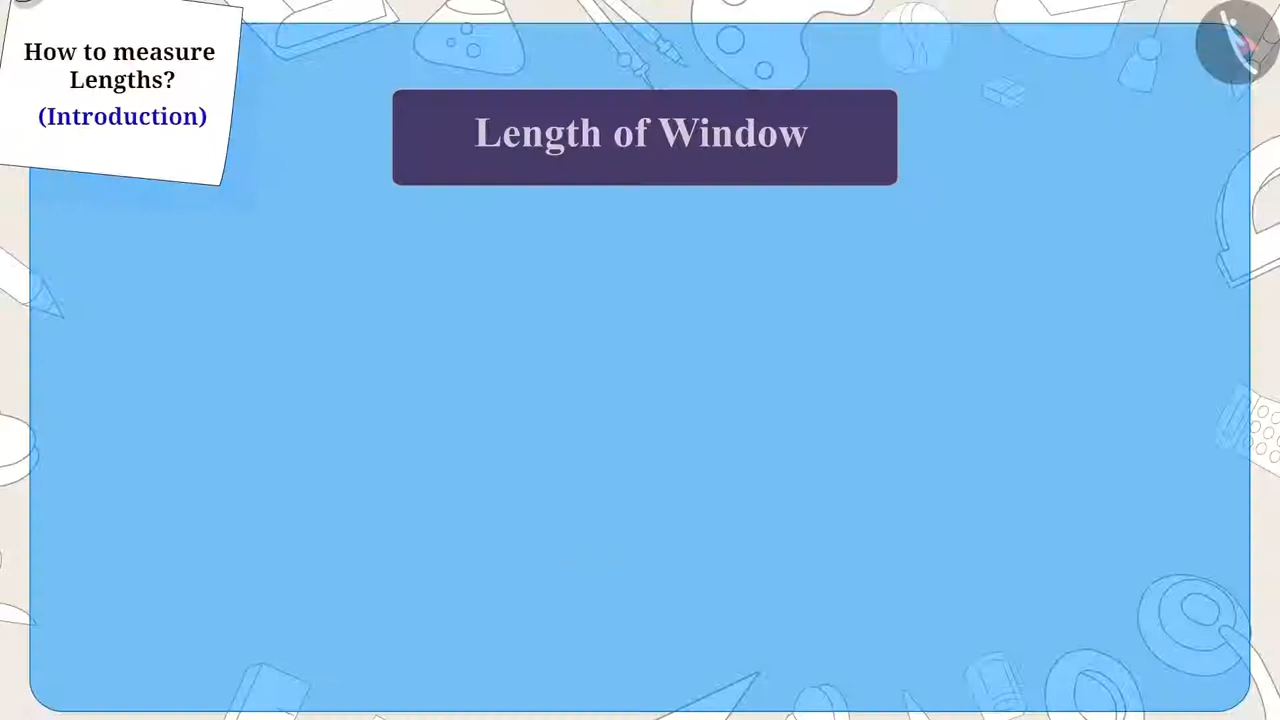 How to measure
Lengths?
(Introduction)
Length of Window